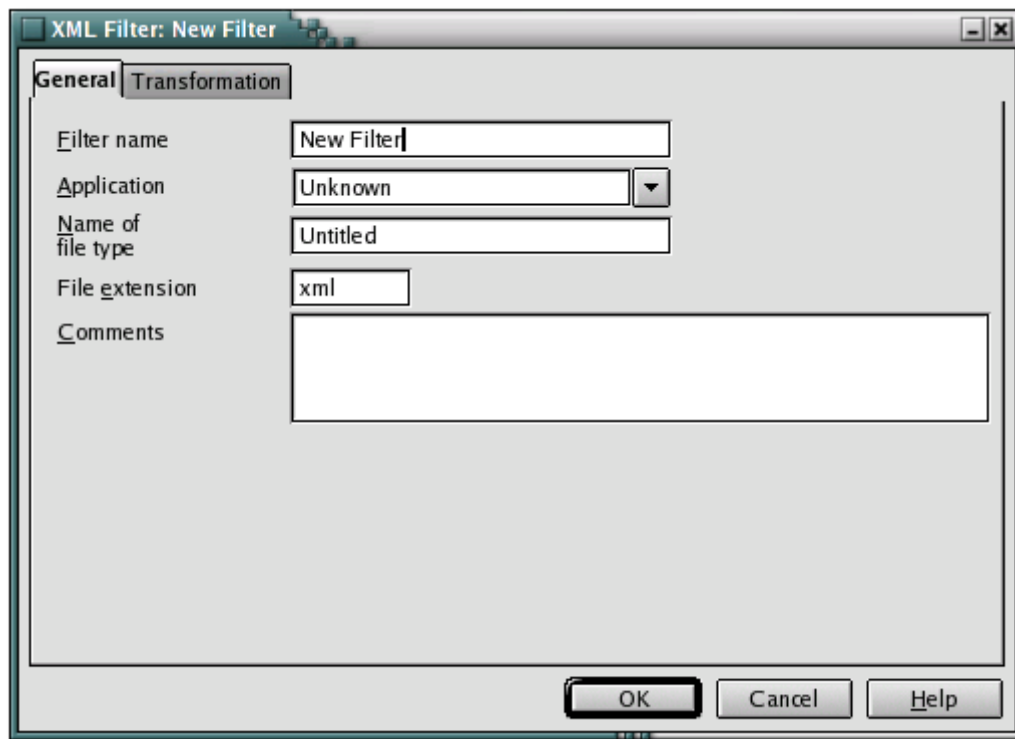 XML Filter: New Filter
General Transformation
Filter name New Filter
Application Unknown
Name of
file type Untitled
File extension xml
Comments
OK Cancel Help